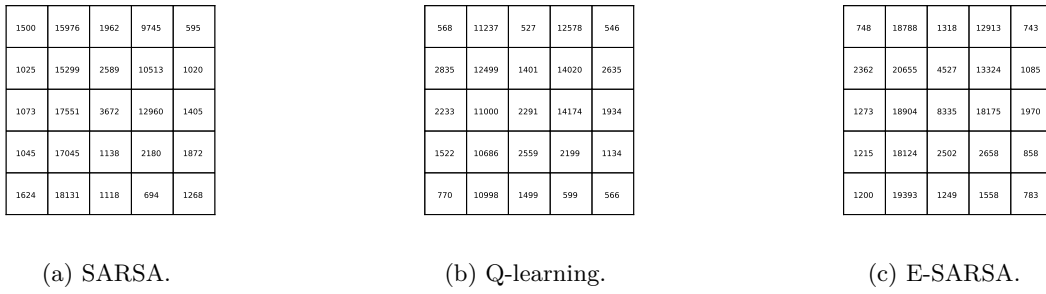 1500 15976 1962 9745 595
1025 15299 2589 10513 1020
1073 17551 3672 12960 1405
1045 17045 1138 2180 1872
1624 18131 1118 694 1268
(a) SARSA.
568 11237 527 12578 546
2835 12499 1401 14020 2635
2233 11000 2291 14174 1934
1522 10686 2559 2199 1134
770 10998 1499 599 566
(b) Q-learning.
748 18788 1318 12913 743
2362 20655 4527 13324 1085
1273 18904 8335 18175 1970
1215 18124 2502 2658 858
1200 19393 1249 1558 783
(c) E-SARSA.